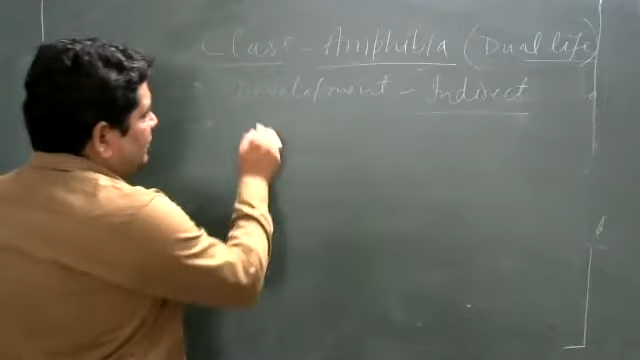 Class - Amphibia (Dual life)
Development - Indirect